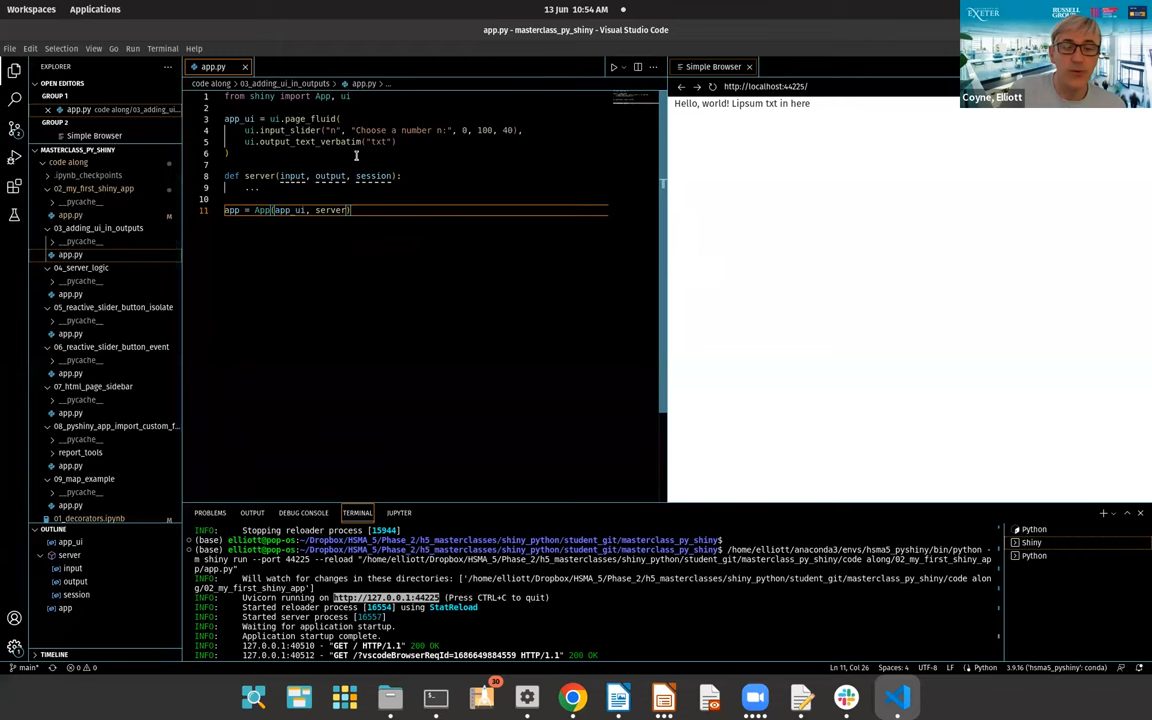 Workspaces Applications 13 Jun 10:54 AM
app.py - masterclass_py_shiny - Visual Studio Code
File Edit Selection View Go Run Terminal Help
EXETER
RUSSELL
GROUP
Coyne, Elliott
EXPLORER
OPEN EDITORS
GROUP 1
app.py code along/03_adding_ui...
GROUP 2
Simple Browser
MASTERCLASS_PY_SHINY
code along
.ipynb_checkpoints
02_my_first_shiny_app
__pycache__
app.py M
03_adding_ui_in_outputs
__pycache__
app.py
04_server_logic
__pycache__
app.py
05_reactive_slider_button_isolate
__pycache__
app.py
06_reactive_slider_button_event
__pycache__
app.py
07_html_page_sidebar
__pycache__
app.py
08_pyshiny_app_import_custom_f...
__pycache__
report_tools
app.py
09_map_example
__pycache__
app.py
01_decorators.ipynb M
OUTLINE
app_ui
server
input
output
session
app
TIMELINE
app.py
code along > 03_adding_ui_in_outputs > app.py > ...
1 from shiny import App, ui
2
3 app_ui = ui.page_fluid(
4 ui.input_slider("n", "Choose a number n:", 0, 100, 40),
5 ui.output_text_verbatim("txt")
6 )
7
8 def server(input, output, session):
9 ...
10
11 app = App(app_ui, server)
Simple Browser
http://localhost:44225/
Hello, world! Lipsum txt in here
PROBLEMS OUTPUT DEBUG CONSOLE TERMINAL JUPYTER
INFO: Stopping reloader process [15944]
(base) elliott@pop-os:~/Dropbox/HSMA_5/Phase_2/h5_masterclasses/shiny_python/student_git/masterclass_py_shiny$
(base) elliott@pop-os:~/Dropbox/HSMA_5/Phase_2/h5_masterclasses/shiny_python/student_git/masterclass_py_shiny$ /home/elliott/anaconda3/envs/hsma5_pyshiny/bin/python -
m shiny run --port 44225 --reload "/home/elliott/Dropbox/HSMA_5/Phase_2/h5_masterclasses/shiny_python/student_git/masterclass_py_shiny/code along/02_my_first_shiny_ap
p/app.py"
INFO: Will watch for changes in these directories: ['/home/elliott/Dropbox/HSMA_5/Phase_2/h5_masterclasses/shiny_python/student_git/masterclass_py_shiny/code alon
g/02_my_first_shiny_app']
INFO: Uvicorn running on http://127.0.0.1:44225 (Press CTRL+C to quit)
INFO: Started reloader process [16554] using StatReload
INFO: Started server process [16557]
INFO: Waiting for application startup.
INFO: Application startup complete.
INFO: 127.0.0.1:40510 - "GET / HTTP/1.1" 200 OK
INFO: 127.0.0.1:40512 - "GET /?vscodeBrowserReqId=1686649884559 HTTP/1.1" 200 OK
Python
Shiny
Python
main* 0 0 Ln 11, Col 26 Spaces: 4 UTF-8 LF Python 3.9.16 ('hsma5_pyshiny': conda)
30